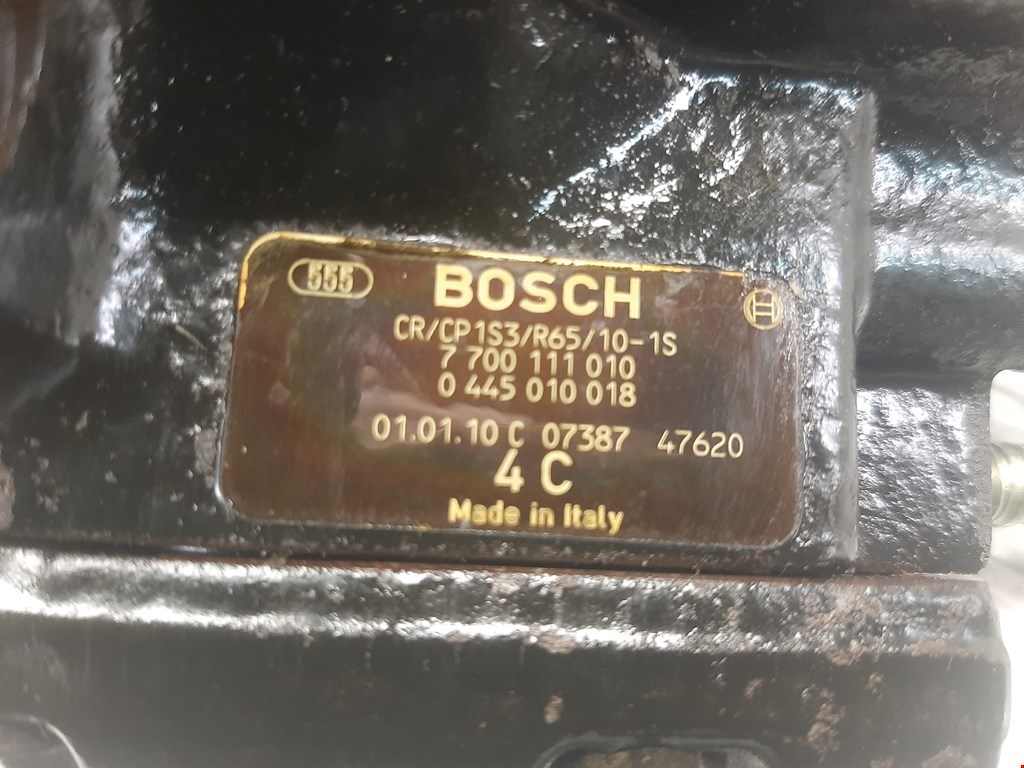 555 BOSCH
CR/CP1S3/R65/10-1S
7 700 111 010
0 445 010 018
01.01.10 C 07387 47620
4 C
Made in Italy